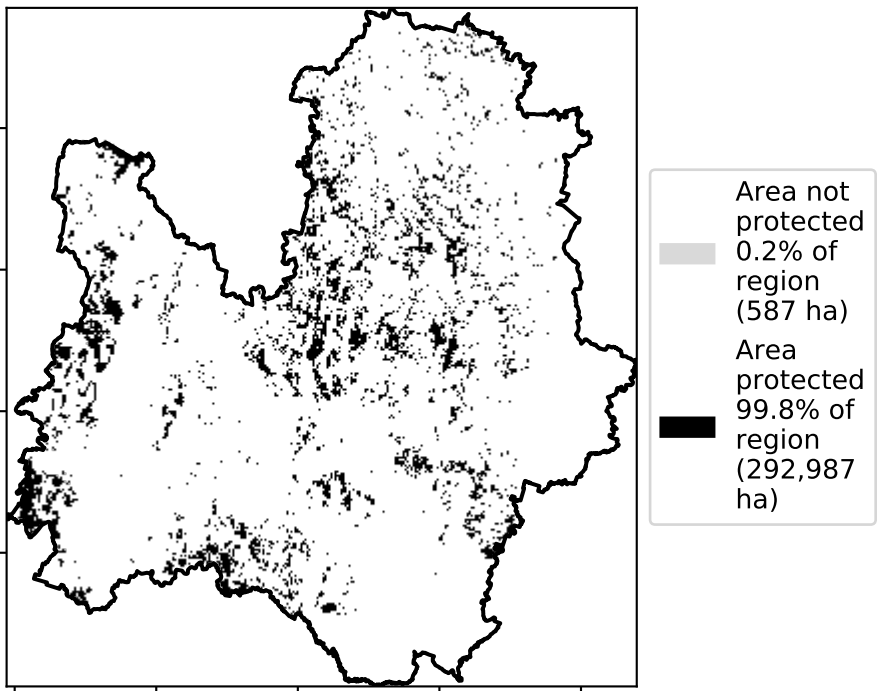 Area not
protected
0.2% of
region
(587 ha)
Area
protected
99.8% of
region
(292,987
ha)